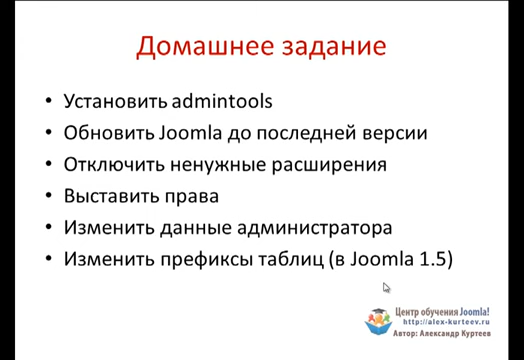 Домашнее задание
• Установить admintools
• Обновить Joomla до последней версии
• Отключить ненужные расширения
• Выставить права
• Изменить данные администратора
• Изменить префиксы таблиц (в Joomla 1.5)
Центр обучения Joomla!
http://alex-kurteev.ru
Автор: Александр Куртеев